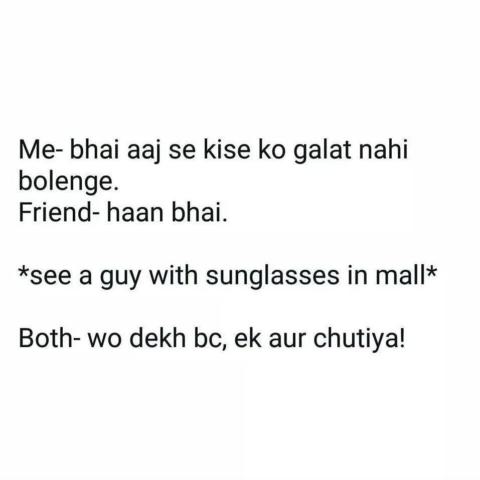 Me- bhai aaj se kise ko galat nahi
bolenge.
Friend- haan bhai.
*see a guy with sunglasses in mall*
Both- wo dekh bc, ek aur chutiya!